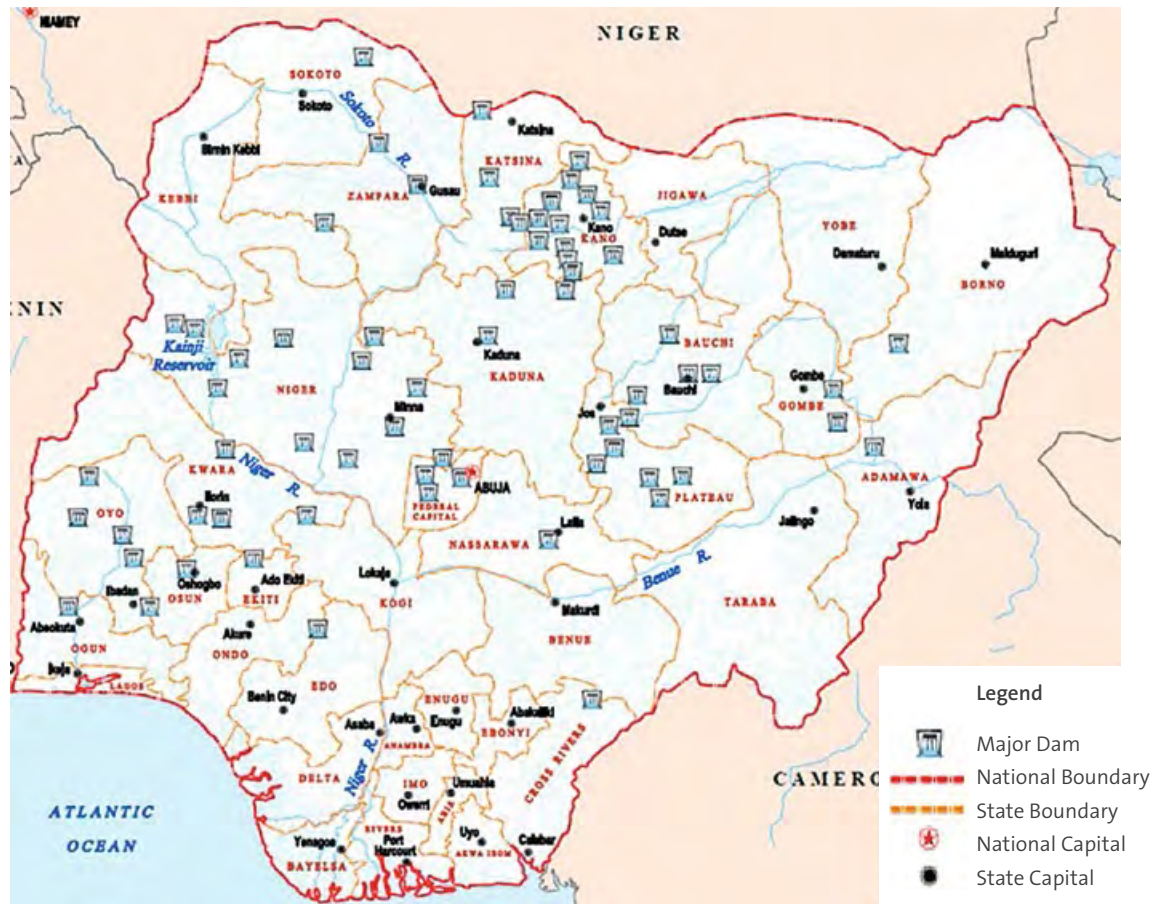 NIAMEY
NIGER
SOKOTO
Sokoto
Sokoto
R.
Katsina
KATSINA
Birnin Kebbi
KEBBI
ZAMPARA
Gusau
JIGAWA
Kano
KANO
Dutse
YOBE
Damaturu
Maiduguri
BORNO
ENIN
Kainji
Reservoir
NIGER
Kaduna
KADUNA
BAUCHI
Bauchi
Gombe
GOMBE
Minna
Jos
KWARA
Niger
R.
ABUJA
FEDERAL
CAPITAL
PLATEAU
ADAMAWA
Yola
Ilorin
OYO
Lafia
NASSARAWA
Jalingo
Benue R.
TARABA
Oshogbo
OSUN
Ado Ekiti
EKITI
Lokoja
KOGI
Ibadan
Abeokuta
OGUN
Akure
ONDO
Makurdi
BENUE
Ikeja
LAGOS
EDO
Benin City
ENUGU
Enugu
Abakaliki
EBONYI
Asaba
Awka
ANAMBRA
CROSS RIVERS
DELTA
Niger R.
IMO
Owerri
Umuahia
ABIA
Uyo
AKWA IBOM
Calabar
RIVERS
Port
Harcourt
Yenagoa
BAYELSA
ATLANTIC
OCEAN
CAMERO
Legend
Major Dam
National Boundary
State Boundary
National Capital
State Capital